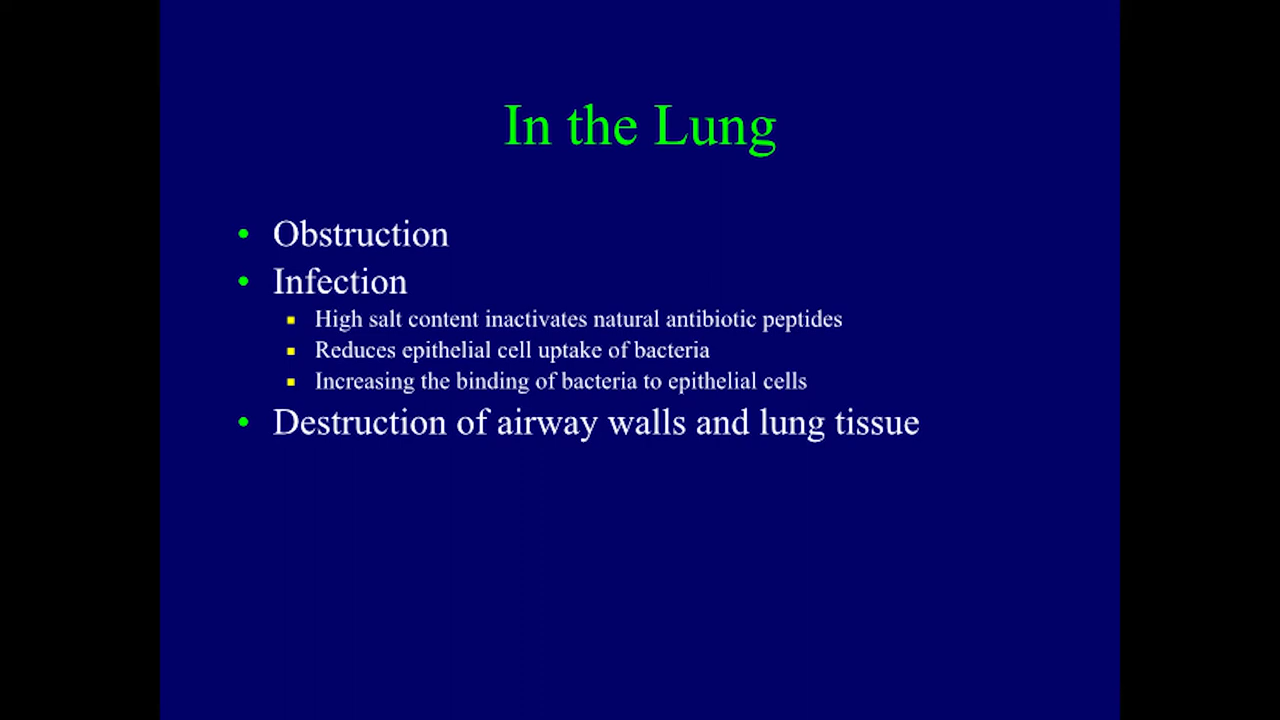 In the Lung
• Obstruction
• Infection
▪ High salt content inactivates natural antibiotic peptides
▪ Reduces epithelial cell uptake of bacteria
▪ Increasing the binding of bacteria to epithelial cells
• Destruction of airway walls and lung tissue